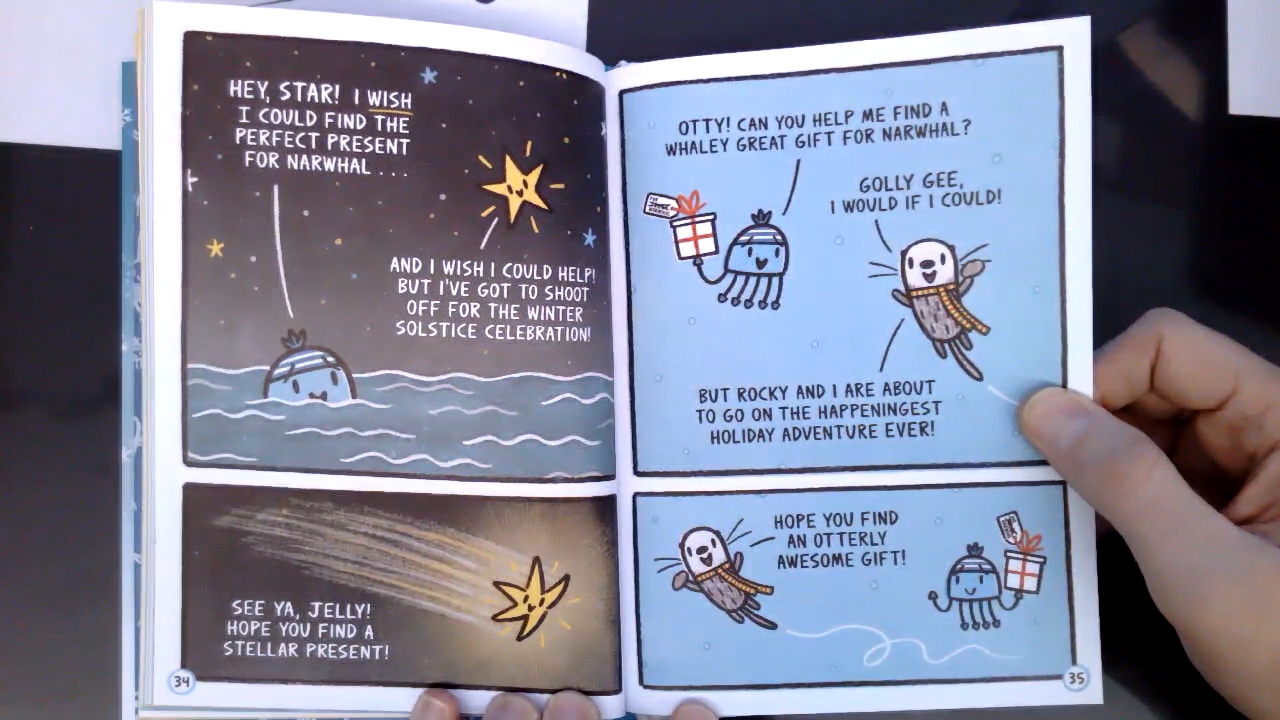 HEY, STAR! I WISH
I COULD FIND THE
PERFECT PRESENT
FOR NARWHAL . . .
AND I WISH I COULD HELP!
BUT I'VE GOT TO SHOOT
OFF FOR THE WINTER
SOLSTICE CELEBRATION!
SEE YA, JELLY!
HOPE YOU FIND A
STELLAR PRESENT!
34
OTTY! CAN YOU HELP ME FIND A
WHALEY GREAT GIFT FOR NARWHAL?
GOLLY GEE,
I WOULD IF I COULD!
BUT ROCKY AND I ARE ABOUT
TO GO ON THE HAPPENINGEST
HOLIDAY ADVENTURE EVER!
HOPE YOU FIND
AN OTTERLY
AWESOME GIFT!
35